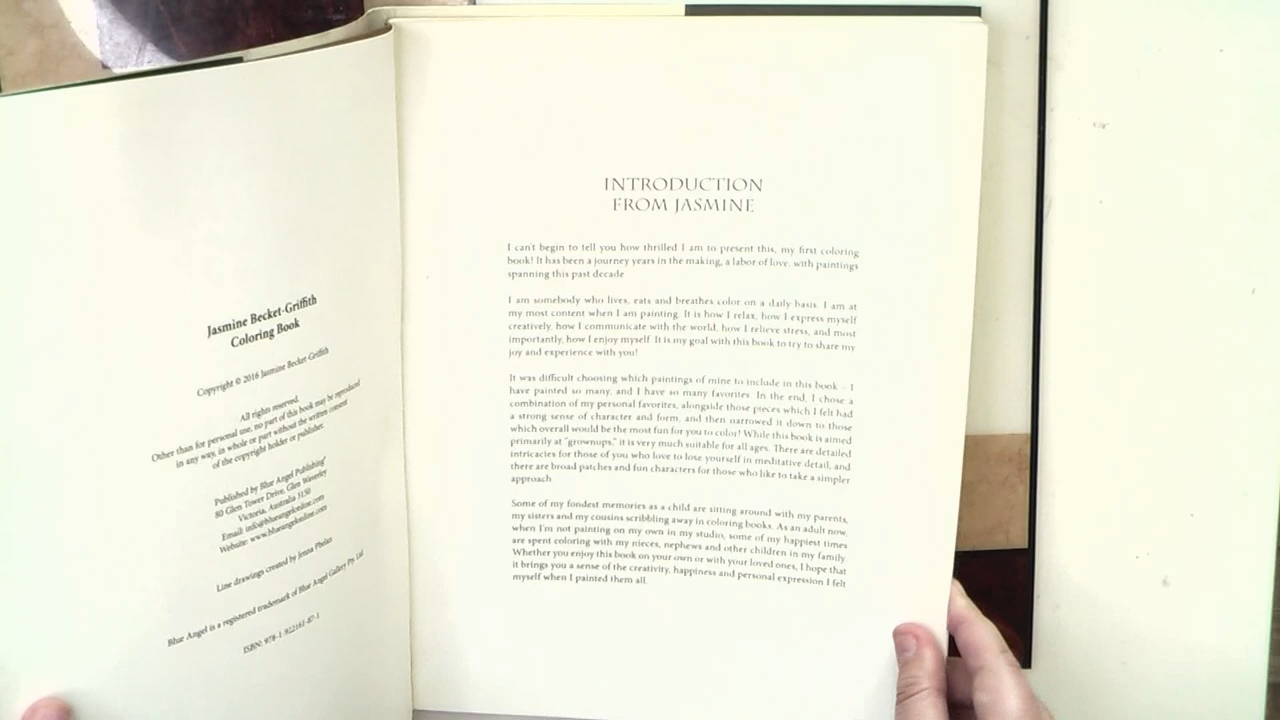 Jasmine Becket-Griffith
Coloring Book
Copyright © 2016 Jasmine Becket-Griffith
All rights reserved.
Other than for personal use, no part of this book may be reproduced
in any way, in whole or part without the written consent
of the copyright holder or publisher.
Published by Blue Angel Publishing®
80 Glen Tower Drive, Glen Waverley
Victoria, Australia 3150
Email: info@blueangelonline.com
Website: www.blueangelonline.com
Line drawings created by Jenna Phelan
Blue Angel is a registered trademark of Blue Angel Gallery Pty. Ltd
ISBN: 978-1-922161-87-1
INTRODUCTION
FROM JASMINE
I can't begin to tell you how thrilled I am to present this, my first coloring
book! It has been a journey years in the making, a labor of love, with paintings
spanning this past decade
I am somebody who lives, eats and breathes color on a daily basis. I am at
my most content when I am painting. It is how I relax, how I express myself
creatively, how I communicate with the world, how I relieve stress, and most
importantly, how I enjoy myself. It is my goal with this book to try to share my
joy and experience with you!
It was difficult choosing which paintings of mine to include in this book – I
have painted so many, and I have so many favorites. In the end, I chose a
combination of my personal favorites, alongside those pieces which I felt had
a strong sense of character and form, and then narrowed it down to those
which overall would be the most fun for you to color! While this book is aimed
primarily at "grownups," it is very much suitable for all ages. There are detailed
intricacies for those of you who love to lose yourself in meditative detail, and
there are broad patches and fun characters for those who like to take a simpler
approach
Some of my fondest memories as a child are sitting around with my parents,
my sisters and my cousins scribbling away in coloring books. As an adult now,
when I'm not painting on my own in my studio, some of my happiest times
are spent coloring with my nieces, nephews and other children in my family.
Whether you enjoy this book on your own or with your loved ones, I hope that
it brings you a sense of the creativity, happiness and personal expression I felt
myself when I painted them all.